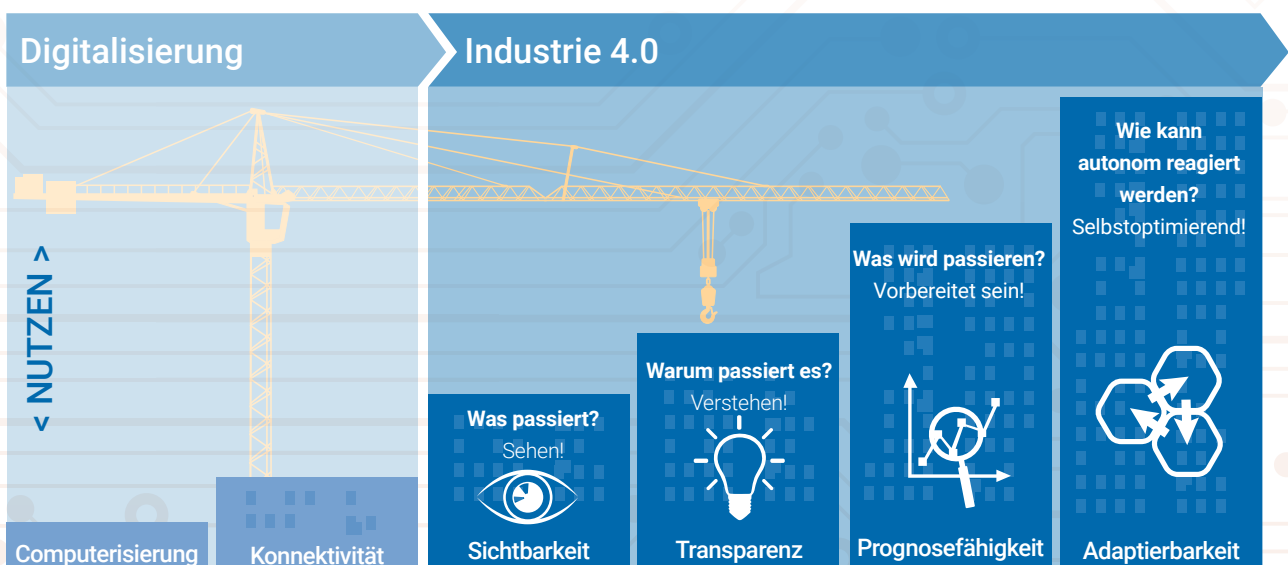 Digitalisierung
Industrie 4.0
< NUTZEN >
Computerisierung
Konnektivität
Was passiert?
Sehen!
Sichtbarkeit
Warum passiert es?
Verstehen!
Transparenz
Was wird passieren?
Vorbereitet sein!
Prognosefähigkeit
Wie kann
autonom reagiert
werden?
Selbstoptimierend!
Adaptierbarkeit